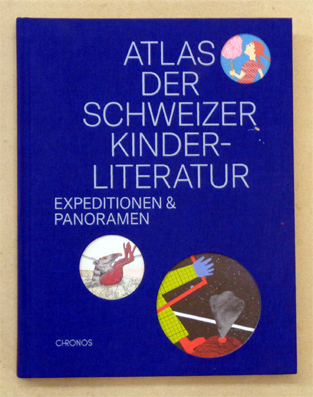 ATLAS
DER
SCHWEIZER
KINDER-
LITERATUR
EXPEDITIONEN &
PANORAMEN
CHRONOS